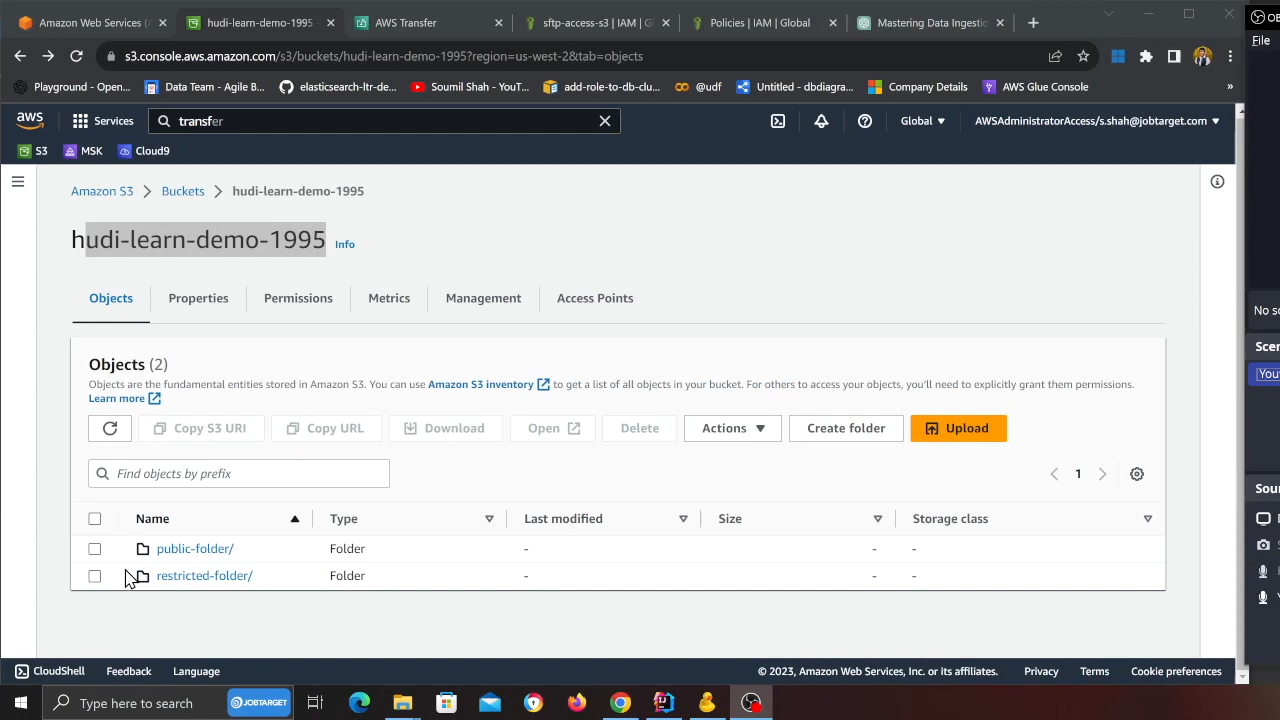 Amazon Web Services (
hudi-learn-demo-1995
AWS Transfer
sftp-access-s3 | IAM | G
Policies | IAM | Global
Mastering Data Ingestio
OB
s3.console.aws.amazon.com/s3/buckets/hudi-learn-demo-1995?region=us-west-2&tab=objects
File
Playground - Open...
Data Team - Agile B...
elasticsearch-ltr-de...
Soumil Shah - YouT...
add-role-to-db-clu...
@udf
Untitled - dbdiagra...
Company Details
AWS Glue Console
»
aws
Services
transfer
Global
AWSAdministratorAccess/s.shah@jobtarget.com
S3
MSK
Cloud9
Amazon S3
Buckets
hudi-learn-demo-1995
hudi-learn-demo-1995
Info
Objects
Properties
Permissions
Metrics
Management
Access Points
No so
Scen
Objects (2)
You
Objects are the fundamental entities stored in Amazon S3. You can use Amazon S3 inventory to get a list of all objects in your bucket. For others to access your objects, you'll need to explicitly grant them permissions.
Learn more
Copy S3 URI
Copy URL
Download
Open
Delete
Actions
Create folder
Upload
Find objects by prefix
1
Sou
Name
Type
Last modified
Size
Storage class
public-folder/
Folder
-
-
-
restricted-folder/
Folder
-
-
-
CloudShell
Feedback
Language
© 2023, Amazon Web Services, Inc. or its affiliates.
Privacy
Terms
Cookie preferences
Type here to search
JOBTARGET